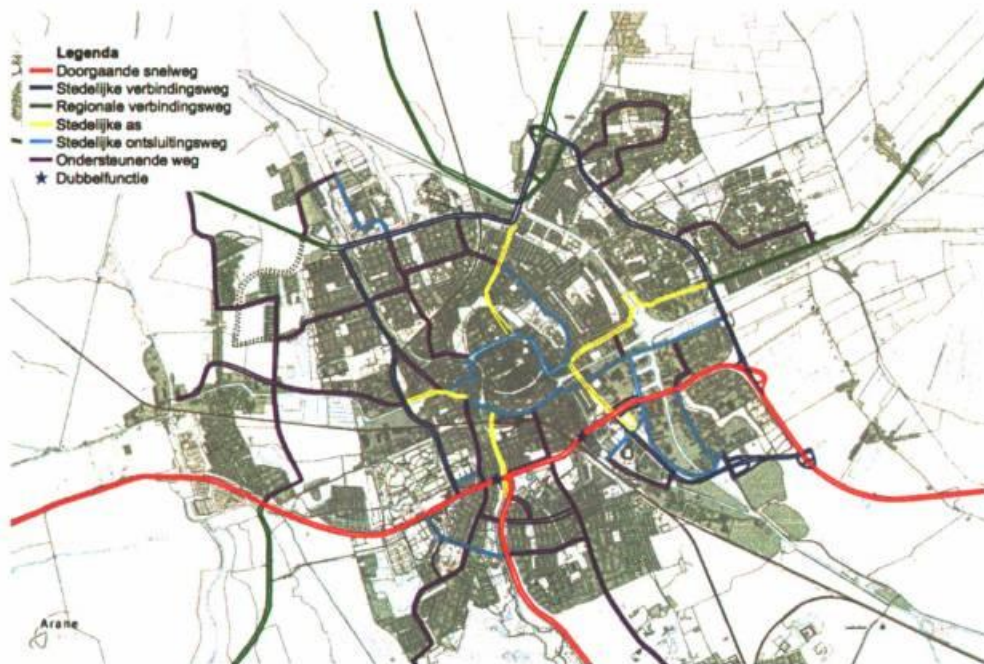 Legenda
Doorgaande snelweg
Stedelijke verbindingsweg
Regionale verbindingsweg
Stedelijke as
Stedelijke ontsluitingsweg
Ondersteunende weg
Dubbelfunctie
Arane